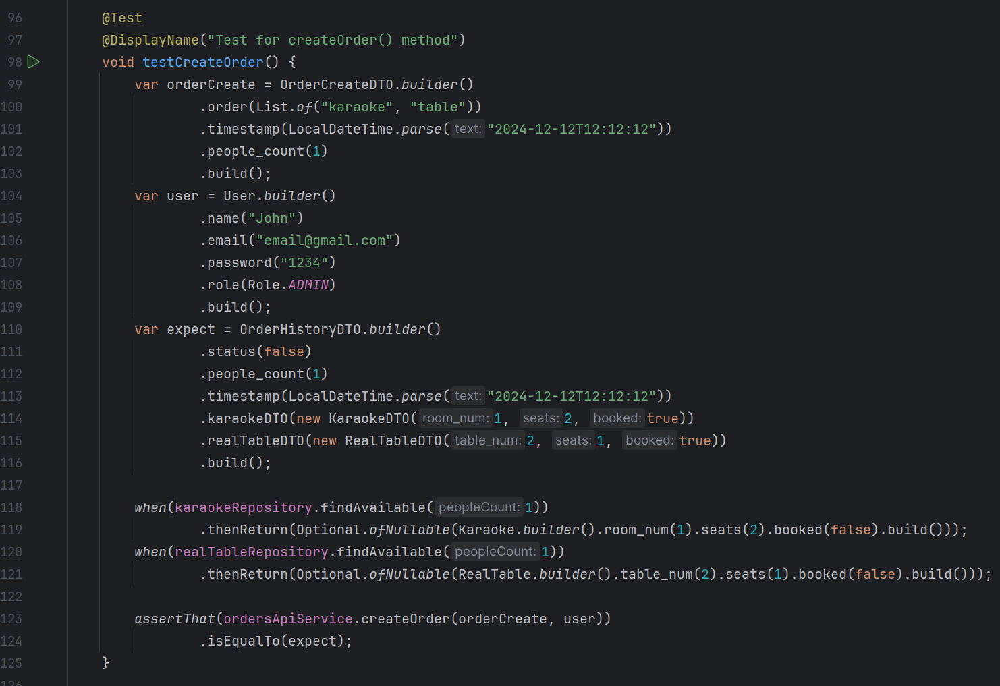 96 @Test
97 @DisplayName("Test for createOrder() method")
98 void testCreateOrder() {
99 var orderCreate = OrderCreateDTO.builder()
100 .order(List.of("karaoke", "table"))
101 .timestamp(LocalDateTime.parse( text: "2024-12-12T12:12:12"))
102 .people_count(1)
103 .build();
104 var user = User.builder()
105 .name("John")
106 .email("email@gmail.com")
107 .password("1234")
108 .role(Role.ADMIN)
109 .build();
110 var expect = OrderHistoryDTO.builder()
111 .status(false)
112 .people_count(1)
113 .timestamp(LocalDateTime.parse( text: "2024-12-12T12:12:12"))
114 .karaokeDTO(new KaraokeDTO( room_num: 1, seats: 2, booked: true))
115 .realTableDTO(new RealTableDTO( table_num: 2, seats: 1, booked: true))
116 .build();
117
118 when(karaokeRepository.findAvailable( peopleCount: 1))
119 .thenReturn(Optional.ofNullable(Karaoke.builder().room_num(1).seats(2).booked(false).build()));
120 when(realTableRepository.findAvailable( peopleCount: 1))
121 .thenReturn(Optional.ofNullable(RealTable.builder().table_num(2).seats(1).booked(false).build()));
122
123 assertThat(ordersApiService.createOrder(orderCreate, user))
124 .isEqualTo(expect);
125 }
126